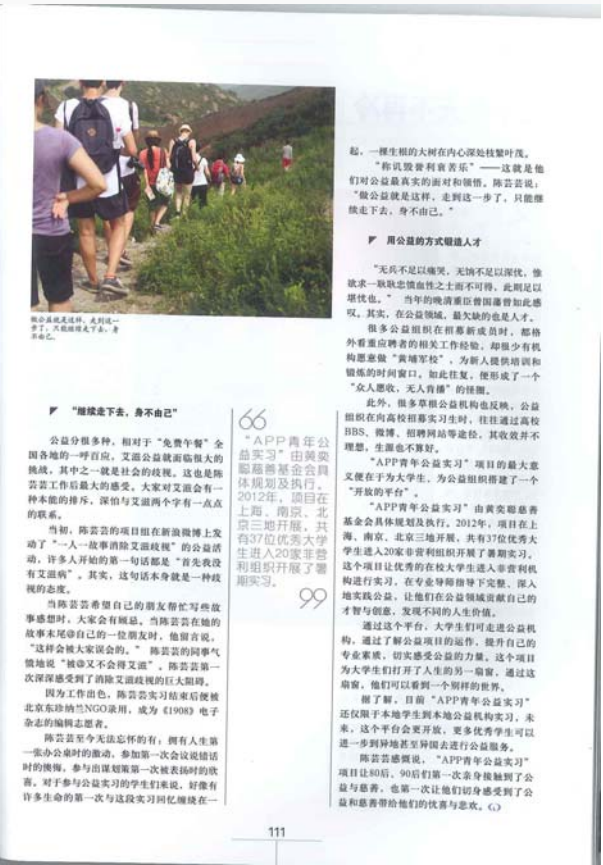 做公益就是这样，走到这一
步了，只能继续走下去，身
不由己。
“继续走下去，身不由己”
公益分很多种，相对于“免费午餐”全
国各地的一呼百应，艾滋公益就面临很大的
挑战，其中之一就是社会的歧视。这也是陈
芸芸工作后最大的感受。大家对艾滋会有一
种本能的排斥，深怕与艾滋两个字有一点点
的联系。
当初，陈芸芸的项目组在新浪微博上发
动了“一人一故事消除艾滋歧视”的公益活
动，许多人开始的第一句话都是“首先我没
有艾滋病”。其实，这句话本身就是一种歧
视的态度。
当陈芸芸希望自己的朋友帮忙写些故
事感想时，大家会有顾忌。当陈芸芸在她的
故事末尾@自己的一位朋友时，他留言说，
“这样会被大家误会的。” 陈芸芸的同事气
愤地说“被@又不会得艾滋”。陈芸芸第一
次深深感受到了消除艾滋歧视的巨大阻碍。
因为工作出色，陈芸芸实习结束后便被
北京东珍纳兰NGO录用，成为《1908》电子
杂志的编辑志愿者。
陈芸芸至今无法忘怀的有：拥有人生第
一张办公桌时的激动，参加第一次会议说错话
时的懊悔，参与出谋划策第一次被表扬时的欣
喜。对于参与公益实习的学生们来说，好像有
许多生命的第一次与这段实习回忆缠绕在一
“APP青年公
益实习”由黄奕
聪慈善基金会具
体规划及执行。
2012年，项目在
上海、南京、北
京三地开展，共
有37位优秀大学
生进入20家非营
利组织开展了暑
期实习。
起，一棵生根的大树在内心深处枝繁叶茂。
“称讥毁誉利衰苦乐”——这就是他
们对公益最真实的面对和领悟。陈芸芸说：
“做公益就是这样，走到这一步了，只能继
续走下去，身不由己。”
用公益的方式锻造人才
“无兵不足以痛哭，无饷不足以深忧，惟
欲求一耿耿忠愤血性之士而不可得，此则足以
堪忧也。” 当年的晚清重臣曾国藩曾如此感
叹。其实，在公益领域，最欠缺的也是人才。
很多公益组织在招募新成员时，都格
外看重应聘者的相关工作经验，却很少有机
构愿意做“黄埔军校”，为新人提供培训和
锻炼的时间窗口。如此往复，便形成了一个
“众人愿收，无人肯播”的怪圈。
此外，很多草根公益机构也反映，公益
组织在向高校招募实习生时，往往通过高校
BBS、微博、招聘网站等途径，其收效并不
理想，生源也不算好。
“APP青年公益实习”项目的最大意
义便在于为大学生、为公益组织搭建了一个
“开放的平台”。
“APP青年公益实习”由黄奕聪慈善
基金会具体规划及执行。2012年，项目在上
海、南京、北京三地开展，共有37位优秀大
学生进入20家非营利组织开展了暑期实习。
这个项目让优秀的在校大学生进入非营利机
构进行实习，在专业导师指导下完整、深入
地实践公益，让他们在公益领域贡献自己的
才智与创意，发现不同的人生价值。
通过这个平台，大学生们可走进公益机
构，通过了解公益项目的运作，提升自己的
专业素质，切实感受公益的力量。这个项目
为大学生们打开了人生的另一扇窗，通过这
扇窗，他们可以看到一个别样的世界。
据了解，目前“APP青年公益实习”
还仅限于本地学生到本地公益机构实习，未
来，这个平台会更开放，更多优秀学生可以
进一步到异地甚至异国去进行公益服务。
陈芸芸感慨说，“APP青年公益实习”
项目让80后、90后们第一次亲身接触到了公
益与慈善，也第一次让他们切身感受到了公
益和慈善带给他们的忧喜与悲欢。
111